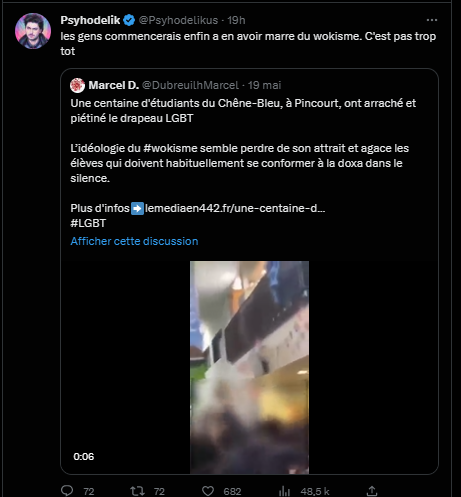 Psyhodelik @Psyhodelikus · 19h
les gens commencerais enfin a en avoir marre du wokisme. C'est pas trop
tot
Marcel D. @DubreuilhMarcel · 19 mai
Une centaine d'étudiants du Chêne-Bleu, à Pincourt, ont arraché et
piétiné le drapeau LGBT
L'idéologie du #wokisme semble perdre de son attrait et agace les
élèves qui doivent habituellement se conformer à la doxa dans le
silence.
Plus d'infos➡️lemediaen442.fr/une-centaine-d...
#LGBT
Afficher cette discussion
0:06
72 72 682 48,5 k